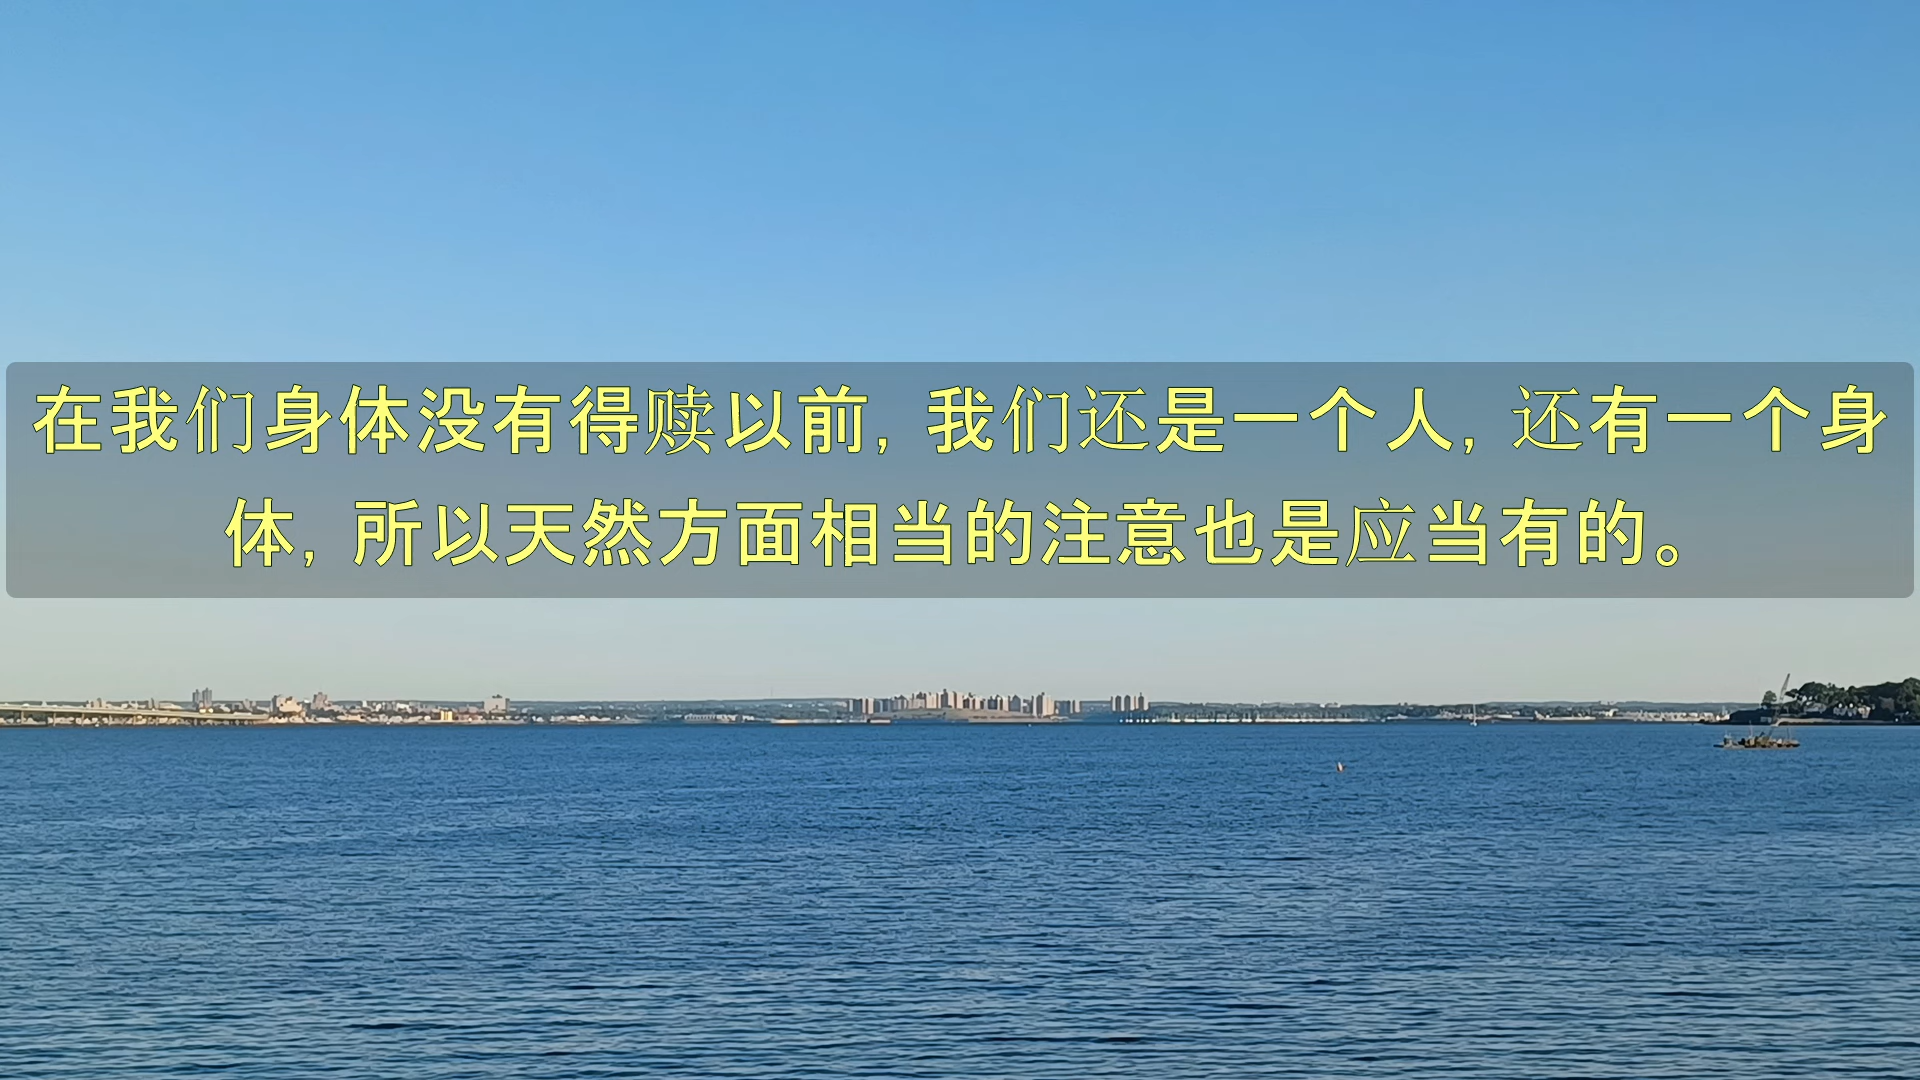 在我们身体没有得赎以前, 我们还是一个人, 还有一个身
体, 所以天然方面相当的注意也是应当有的。